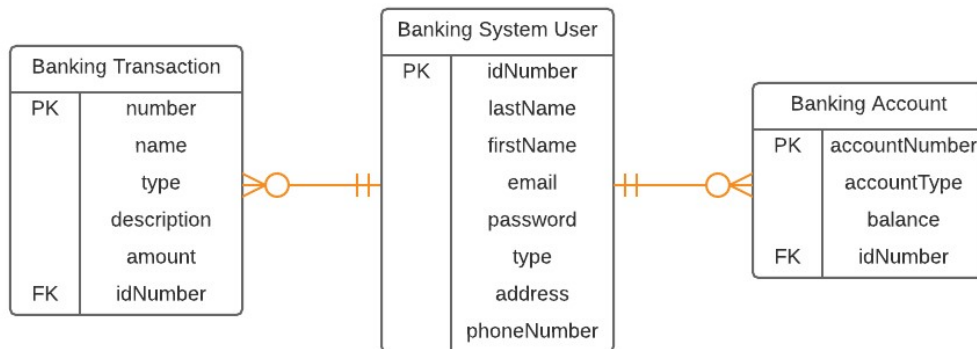 Banking Transaction
PK number
name
type
description
amount
FK idNumber
Banking System User
PK idNumber
lastName
firstName
email
password
type
address
phoneNumber
Banking Account
PK accountNumber
accountType
balance
FK idNumber